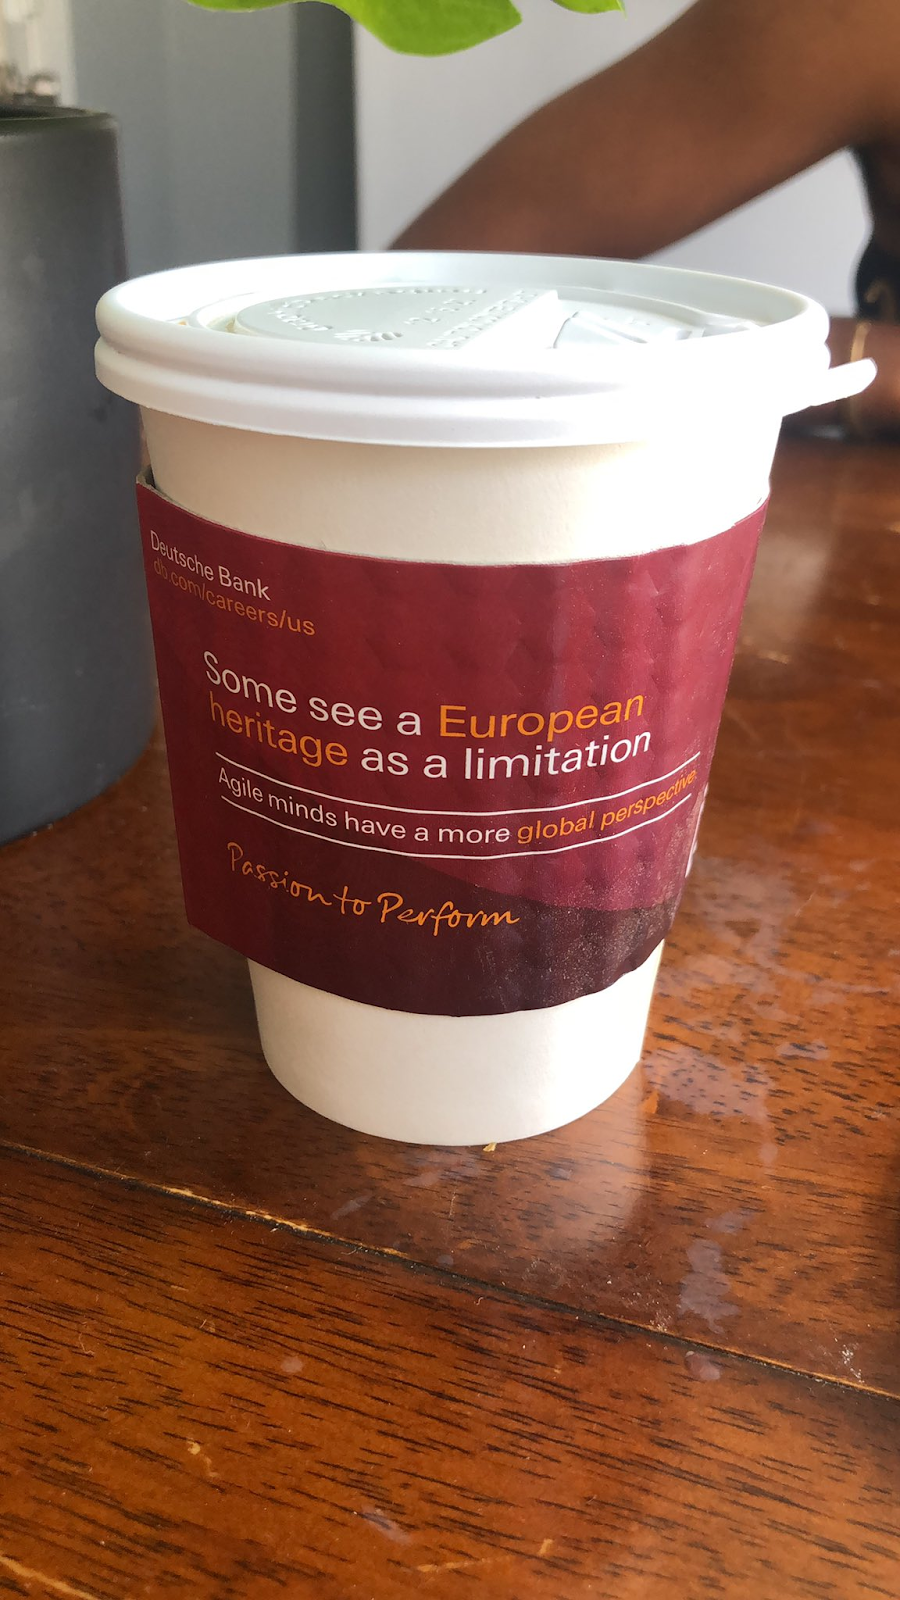 Deutsche Bank
db.com/careers/us
Some see a European
heritage as a limitation
Agile minds have a more global perspective.
Passion to Perform